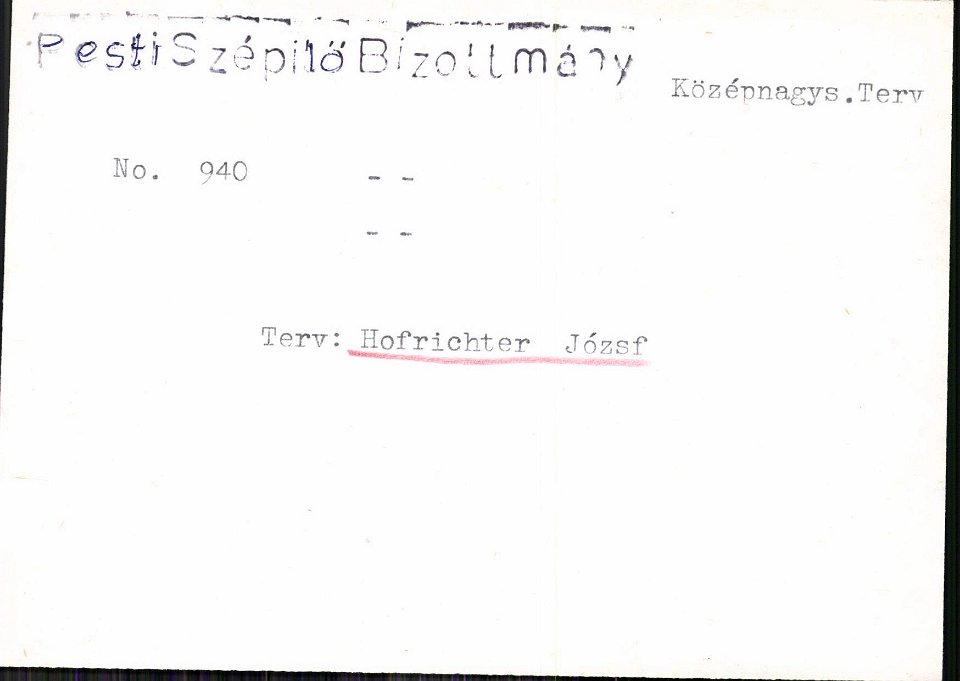 Pesti Szépitő Bizottmány
Középnagys.Terv
No. 940 - -
- -
Terv: Hofrichter Józsf